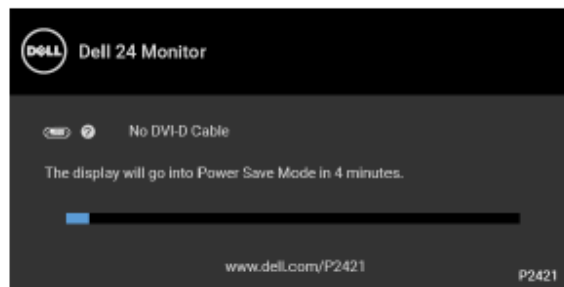 DELL Dell 24 Monitor
No DVI-D Cable
The display will go into Power Save Mode in 4 minutes.
www.dell.com/P2421
P2421